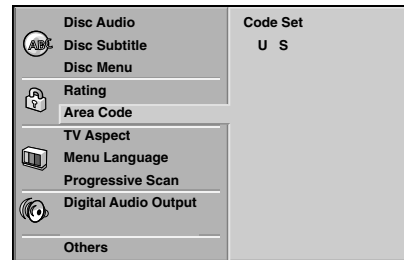 Disc Audio
ABC
Disc Subtitle
Disc Menu
Rating
Area Code
TV Aspect
Menu Language
Progressive Scan
Digital Audio Output
Others
Code Set
U S